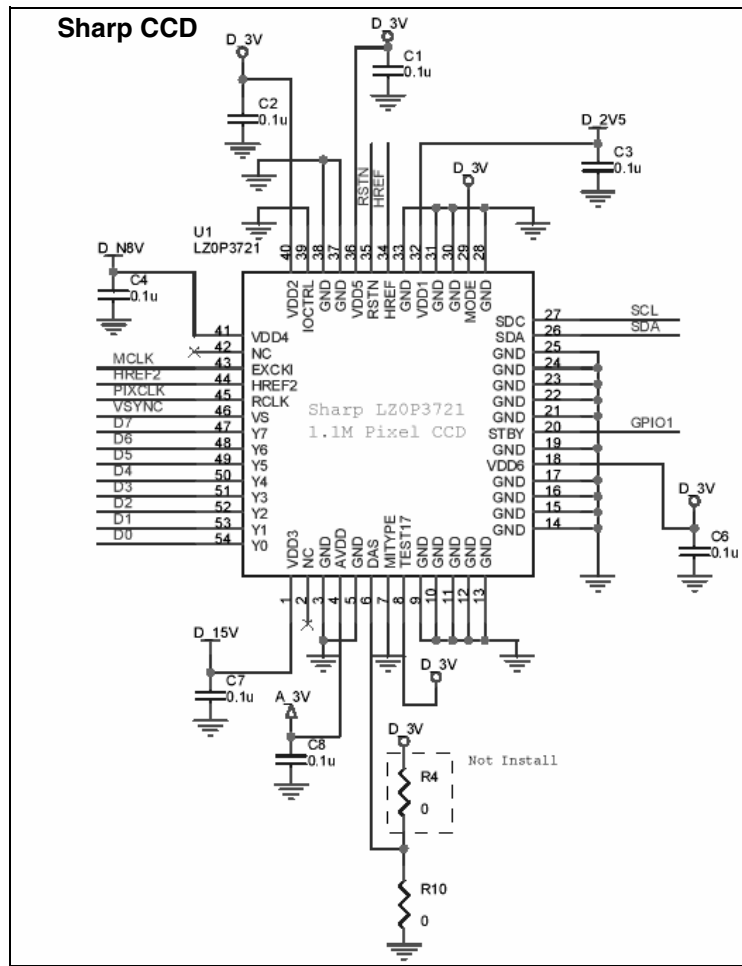 Sharp CCD
D_3V
D_3V
C1
0.1u
C2
0.1u
D_2V5
C3
0.1u
D_3V
RSTN
HREF
U1
LZ0P3721
D_N8V
C4
0.1u
40
39
38
37
36
35
34
33
32
31
30
29
28
VDD2
IOCTRL
GND
GND
VDD5
RSTN
HREF
GND
VDD1
GND
GND
MODE
GND
41 VDD4
42 NC
MCLK 43 EXCKI
HREF2 44 HREF2
PIXCLK 45 RCLK
VSYNC 46 VS
D7 47 Y7
D6 48 Y6
D5 49 Y5
D4 50 Y4
D3 51 Y3
D2 52 Y2
D1 53 Y1
D0 54 Y0
Sharp LZ0P3721
1.1M Pixel CCD
SDC 27 SCL
SDA 26 SDA
GND 25
GND 24
GND 23
GND 22
GND 21
STBY 20 GPIO1
GND 19
VDD6 18
GND 17
GND 16
GND 15
GND 14
D_3V
C6
0.1u
VDD3
NC
GND
AVDD
GND
DAS
MITYPE
TEST17
GND
GND
GND
GND
GND
1
2
3
4
5
6
7
8
9
10
11
12
13
D_15V
C7
0.1u
A_3V
C8
0.1u
D_3V
D_3V
Not Install
R4
0
R10
0